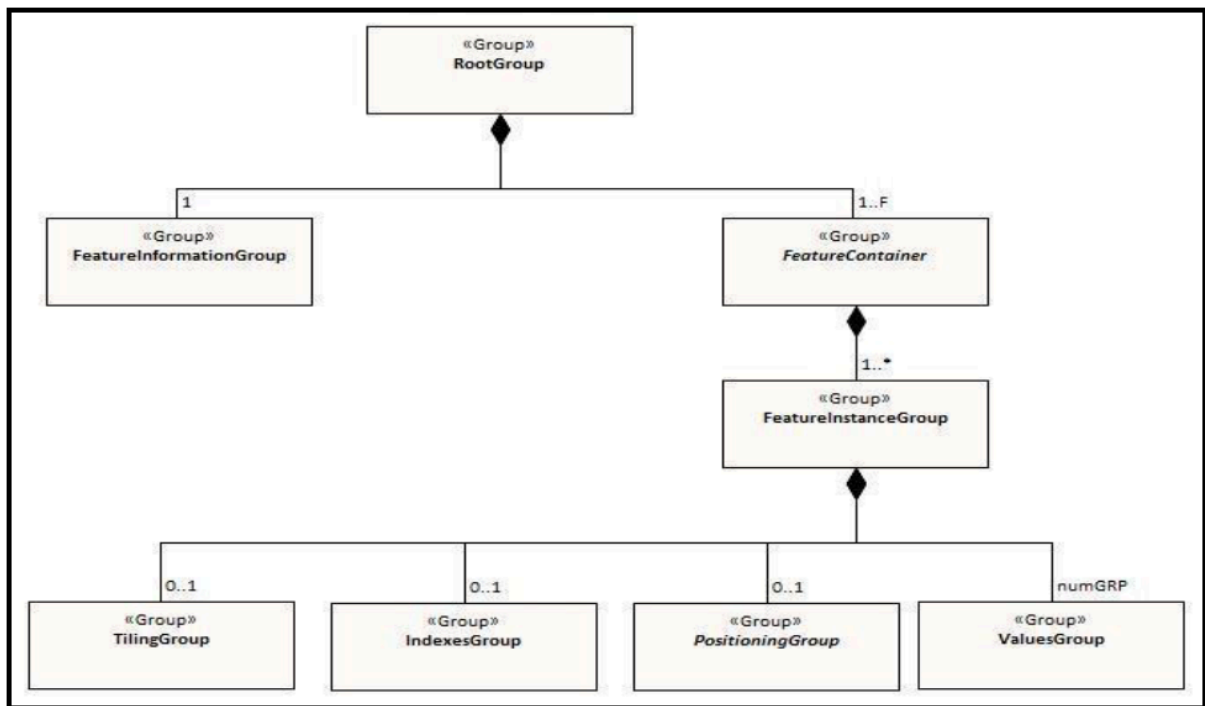 «Group»
RootGroup
1
1..F
«Group»
FeatureInformationGroup
«Group»
FeatureContainer
1..*
«Group»
FeatureInstanceGroup
0..1
0..1
0..1
numGRP
«Group»
TilingGroup
«Group»
IndexesGroup
«Group»
PositioningGroup
«Group»
ValuesGroup